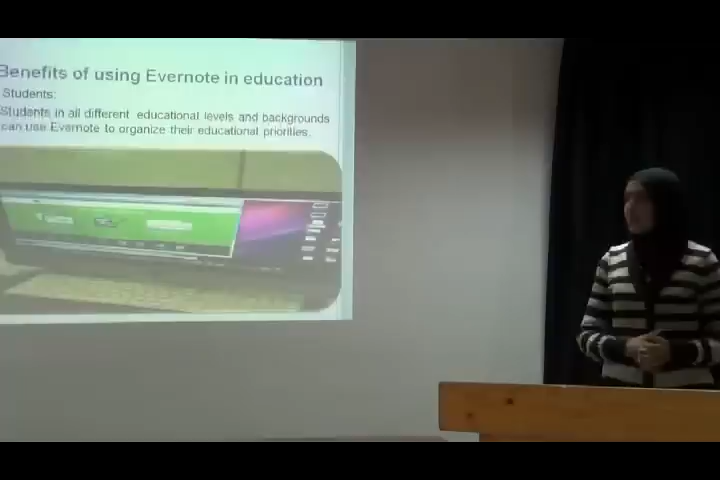 Benefits of using Evernote in education
Students:
Students in all different educational levels and backgrounds
can use Evernote to organize their educational priorities.